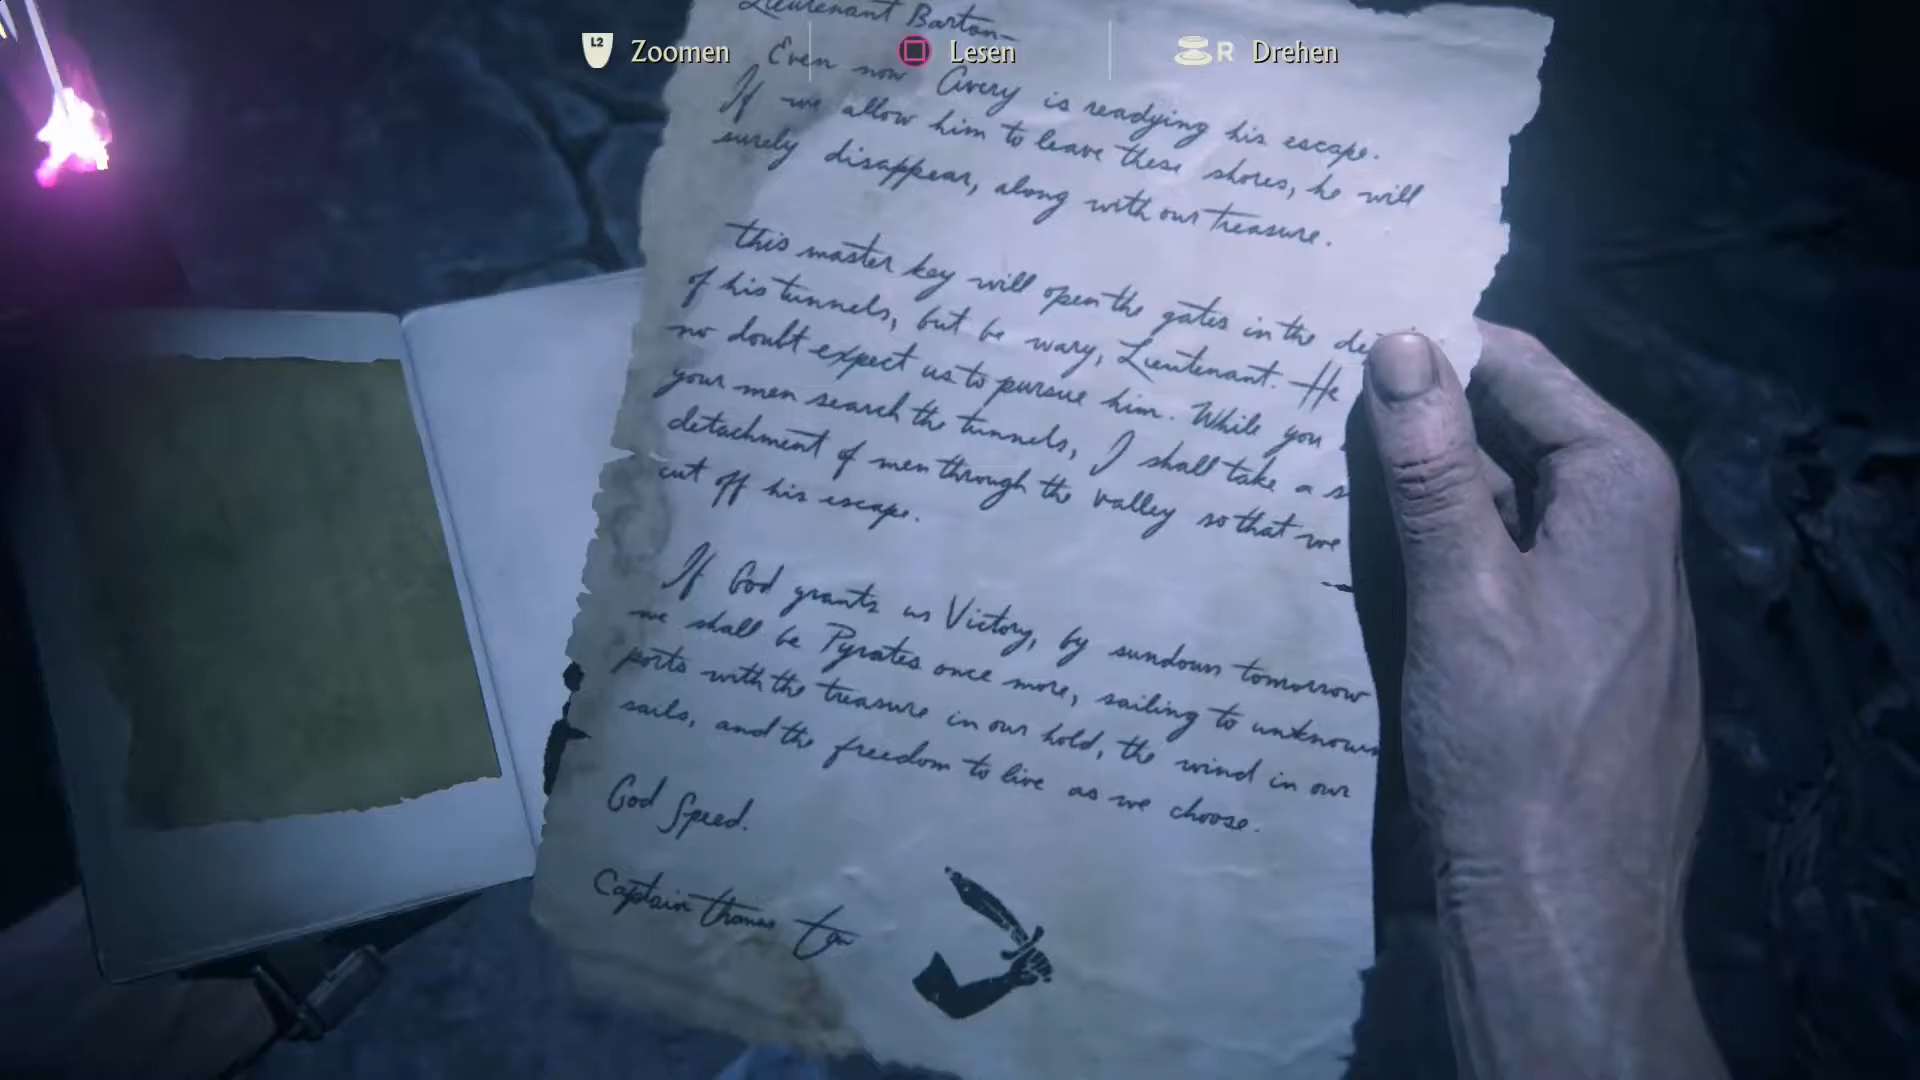 L2 Zoomen Lesen R Drehen
Lieutenant Barton-
Even now Avery is readying his escape.
If we allow him to leave these shores, he will
surely disappear, along with our treasure.
this master key will open the gates in the
of his tunnels, but be wary, Lieutenant. He
no doubt expect us to pursue him. While you
your men search the tunnels, I shall take a s
detachment of men through the valley so that we
cut off his escape.
If God grants us Victory, by sundown tomorrow
we shall be Pyrates once more, sailing to unknown
ports with the treasure in our hold, the wind in our
sails, and the freedom to live as we choose.
God Speed.
Captain thomas tew